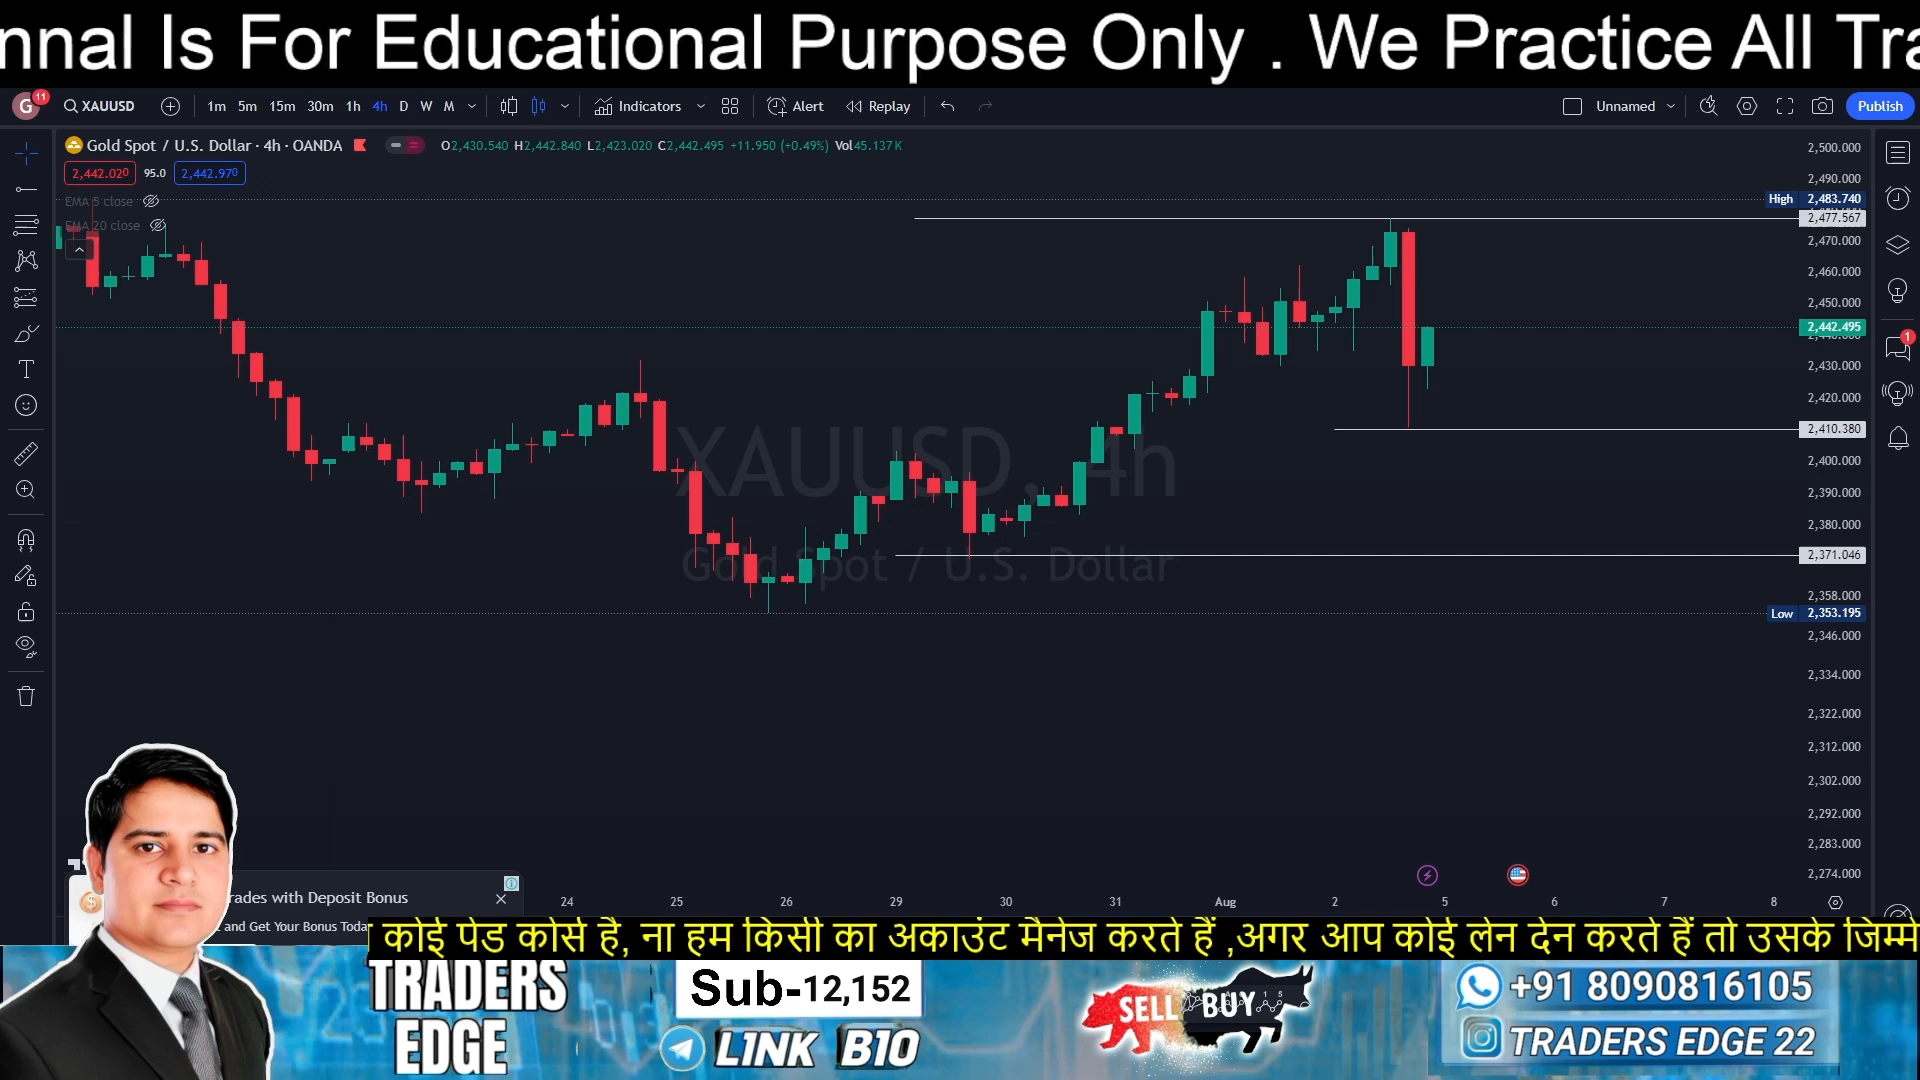 nnal Is For Educational Purpose Only . We Practice All Tra
G 11 XAUUSD 1m 5m 15m 30m 1h 4h D W M Indicators Alert Replay Unnamed Publish
Gold Spot / U.S. Dollar · 4h · OANDA O2,430.540 H2,442.840 L2,423.020 C2,442.495 +11.950 (+0.49%) Vol45.137K
2,442.020 95.0 2,442.970
EMA 5 close
EMA 20 close
2,500.000
2,490.000
High 2,483.740
2,477.567
2,470.000
2,460.000
2,450.000
2,442.495
2,440.000
2,430.000
2,420.000
2,410.380
2,400.000
2,390.000
2,380.000
2,371.046
2,358.000
Low 2,353.195
2,346.000
2,334.000
2,322.000
2,312.000
2,302.000
2,292.000
2,283.000
2,274.000
1
XAUUSD, 4h
Gold Spot / U.S. Dollar
24 25 26 29 30 31 Aug 2 5 6 7 8
rades with Deposit Bonus
and Get Your Bonus Toda
कोई पेड कोर्स है, ना हम किसी का अकाउंट मैनेज करते हैं ,अगर आप कोई लेन देन करते हैं तो उसके जिम्मे
TRADERS
EDGE
Sub-12,152
L1NK B10
SELL BUY
+91 8090816105
TRADERS EDGE 22